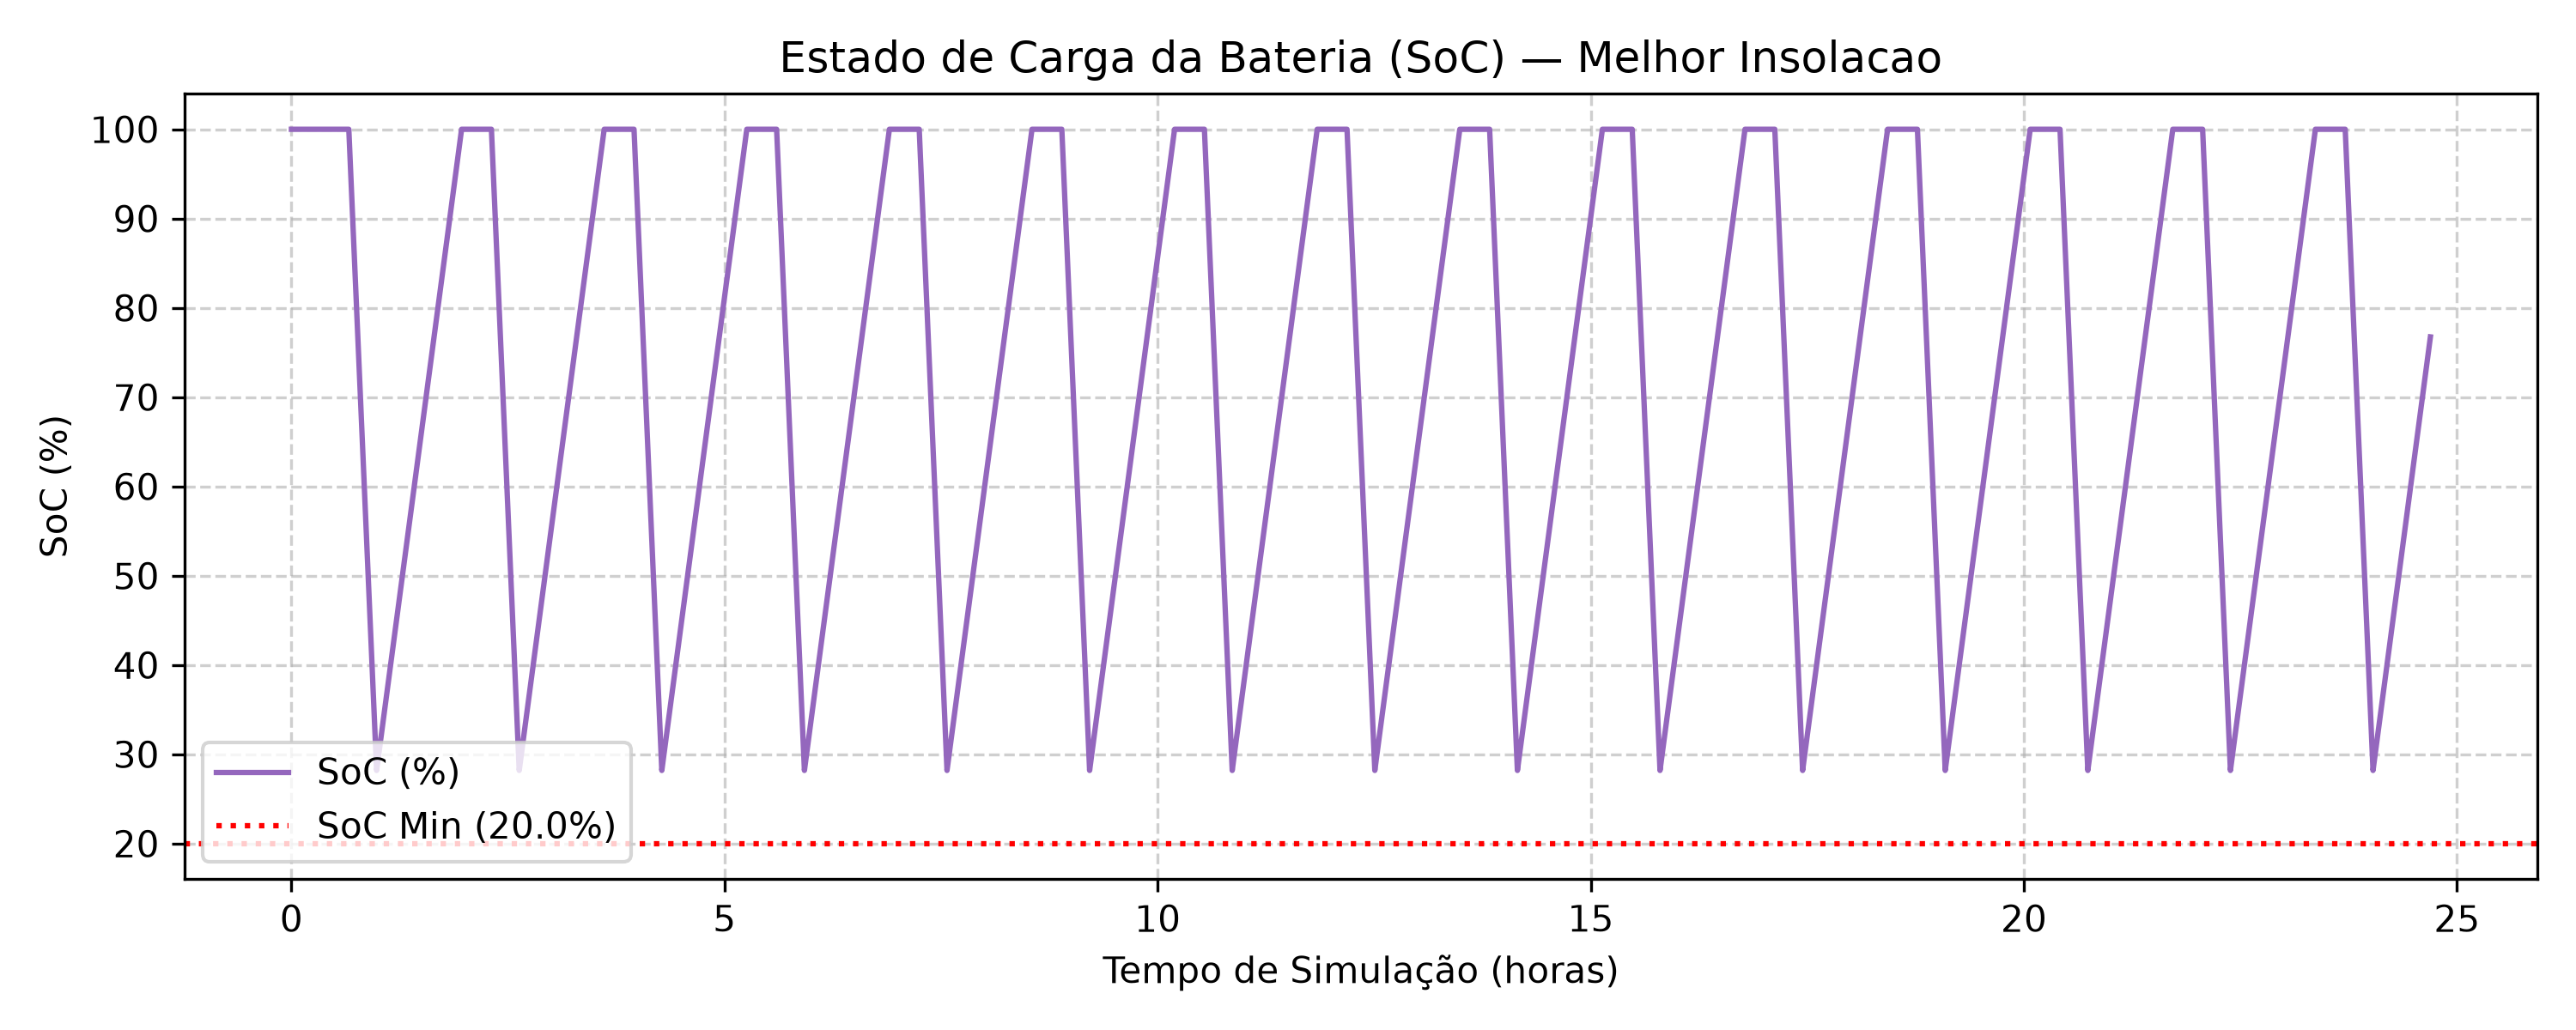 Estado de Carga da Bateria (SoC) — Melhor Insolacao
SoC (%)
100
90
80
70
60
50
40
30
20
SoC (%)
SoC Min (20.0%)
0 5 10 15 20 25
Tempo de Simulação (horas)